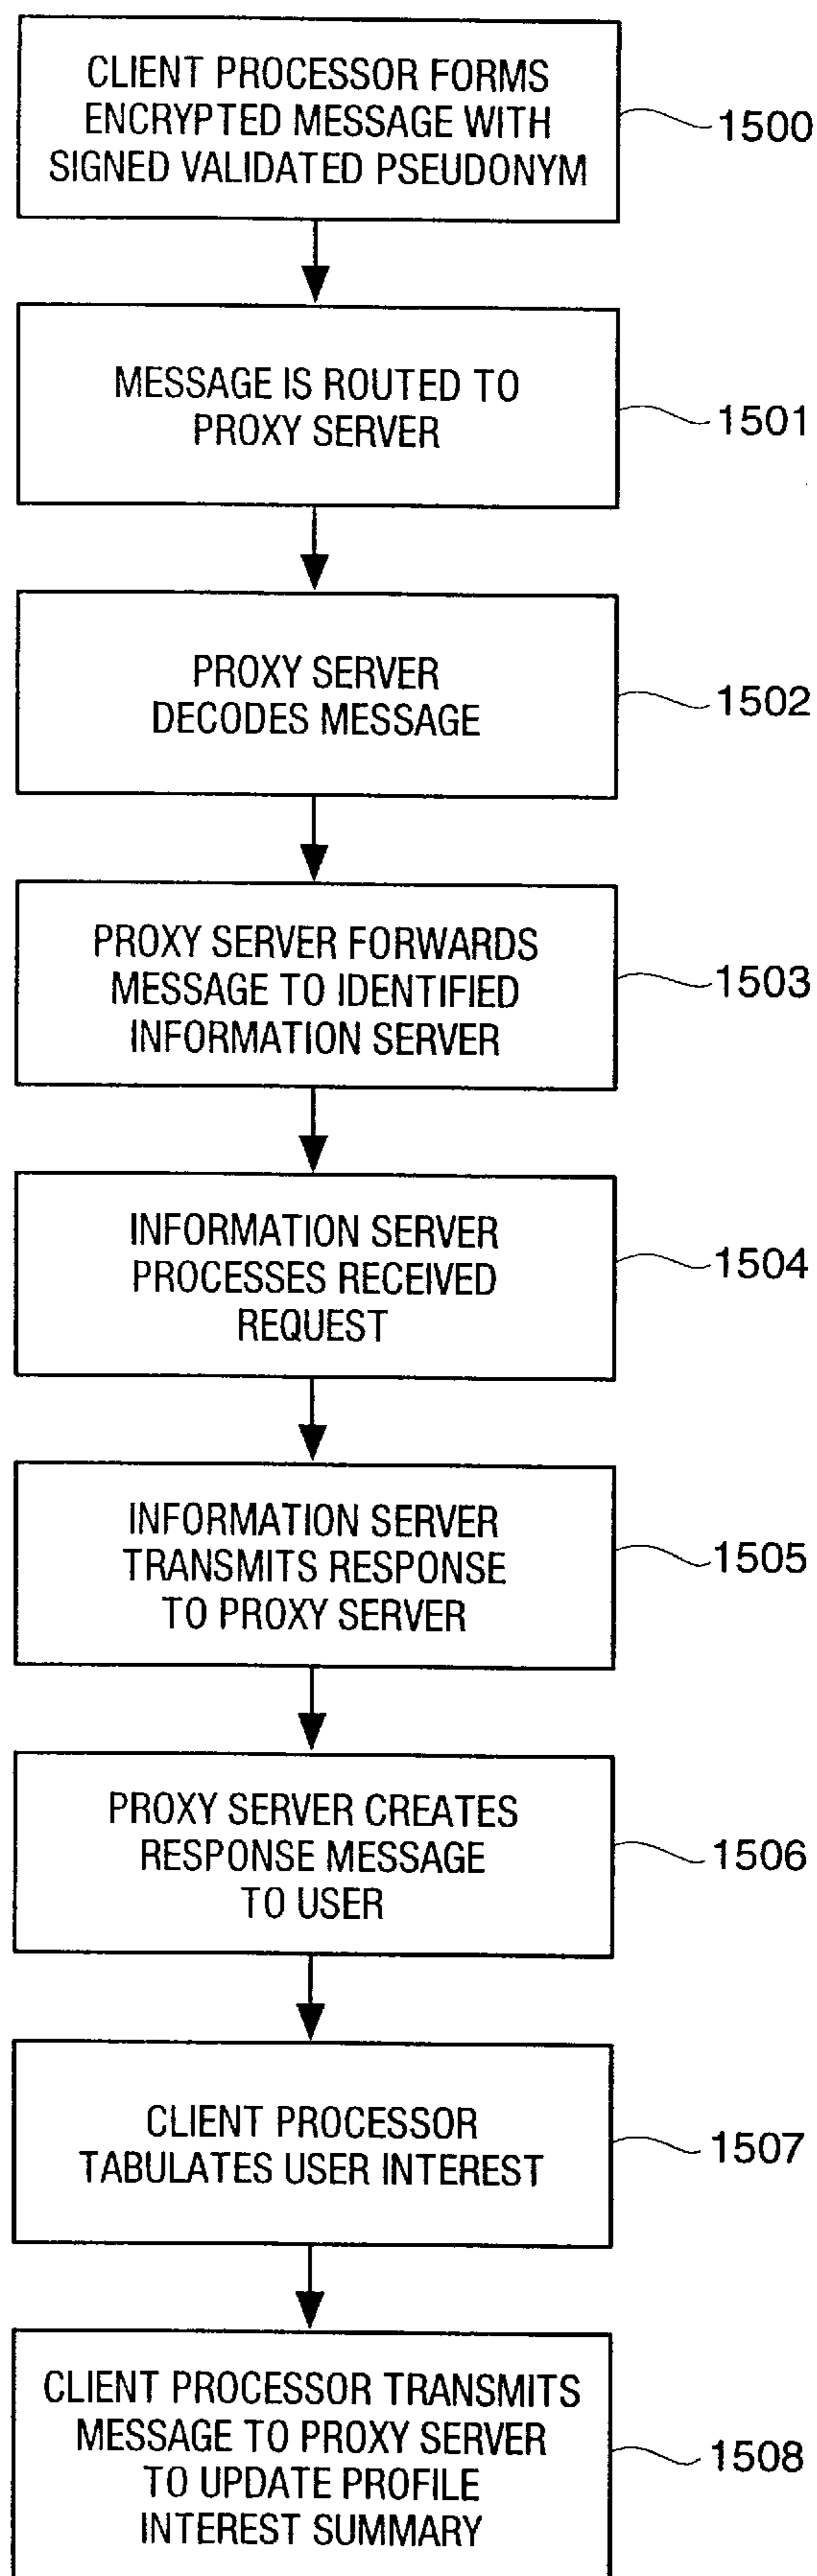 CLIENT PROCESSOR FORMS
ENCRYPTED MESSAGE WITH
SIGNED VALIDATED PSEUDONYM
1500
MESSAGE IS ROUTED TO
PROXY SERVER
1501
PROXY SERVER
DECODES MESSAGE
1502
PROXY SERVER FORWARDS
MESSAGE TO IDENTIFIED
INFORMATION SERVER
1503
INFORMATION SERVER
PROCESSES RECEIVED
REQUEST
1504
INFORMATION SERVER
TRANSMITS RESPONSE
TO PROXY SERVER
1505
PROXY SERVER CREATES
RESPONSE MESSAGE
TO USER
1506
CLIENT PROCESSOR
TABULATES USER INTEREST
1507
CLIENT PROCESSOR TRANSMITS
MESSAGE TO PROXY SERVER
TO UPDATE PROFILE
INTEREST SUMMARY
1508